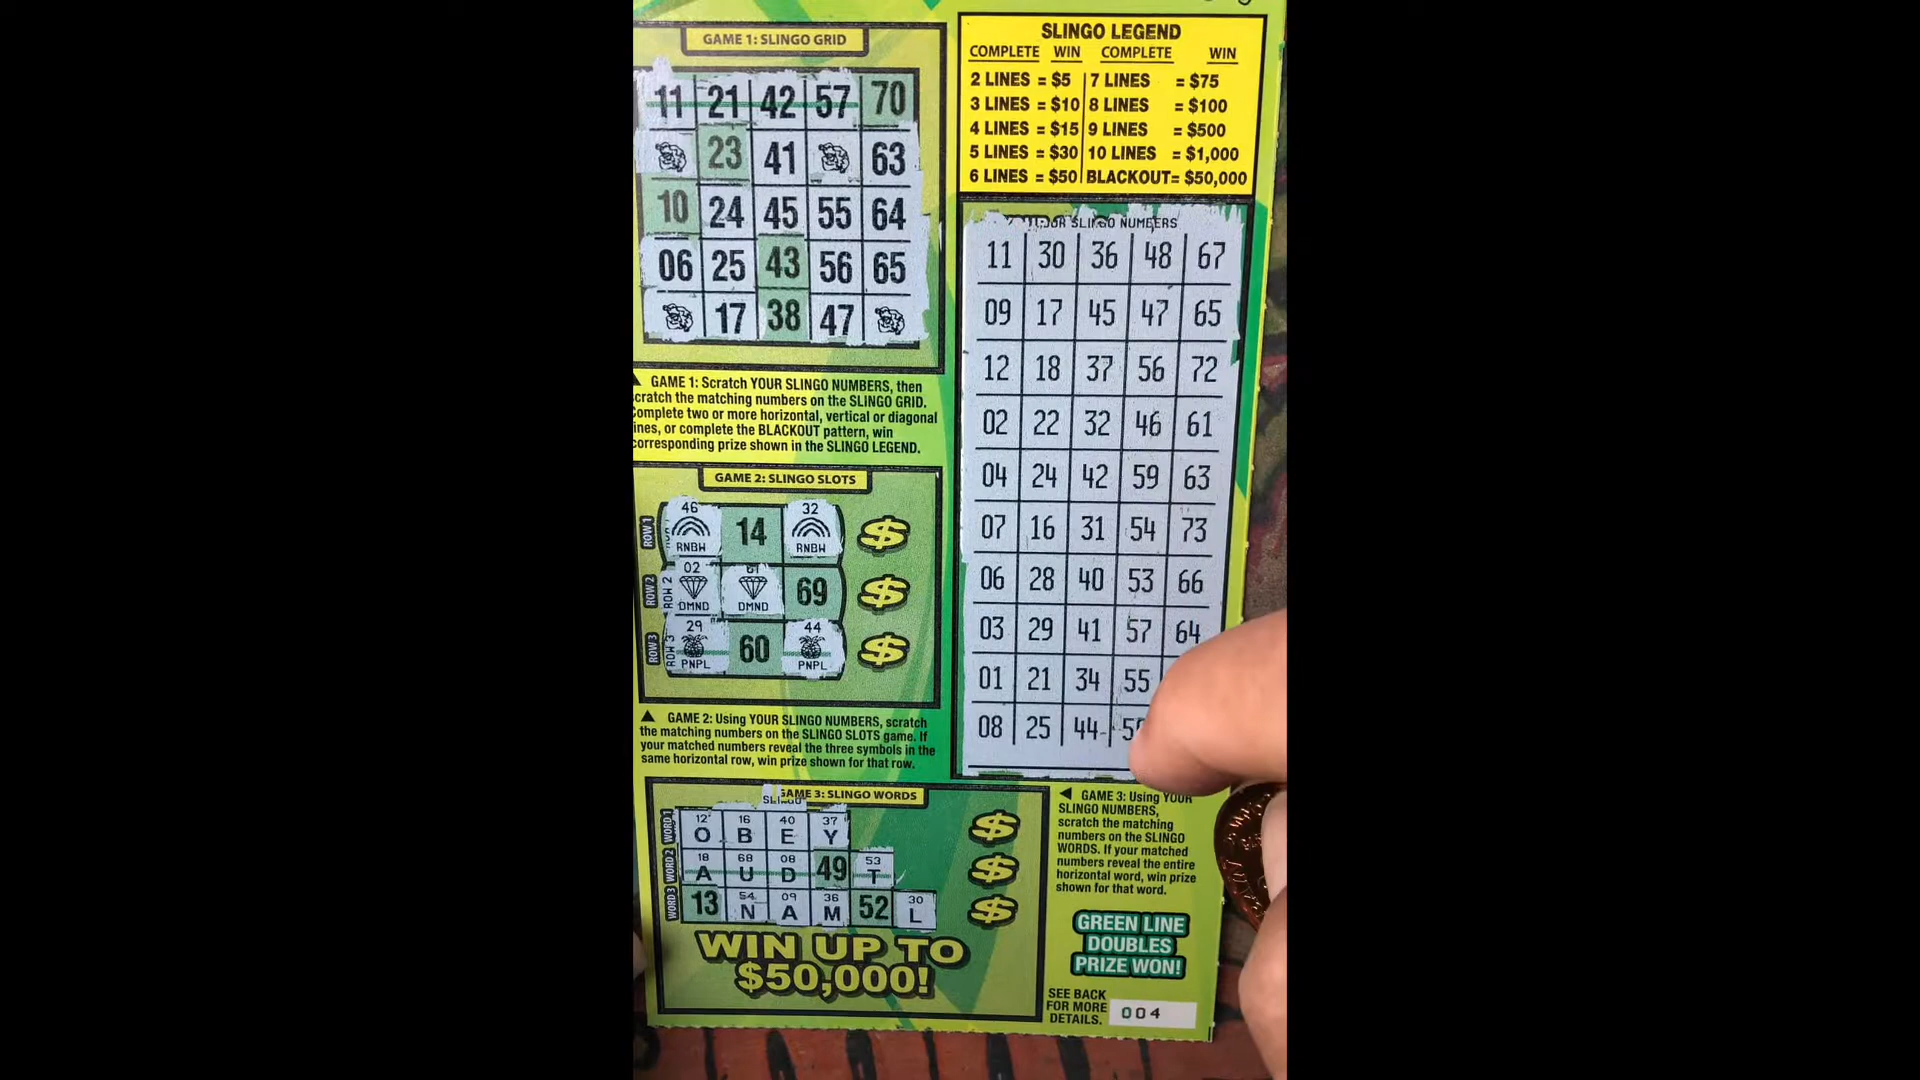 GAME 1: SLINGO GRID
11 21 42 57 70
23 41 63
10 24 45 55 64
06 25 43 56 65
17 38 47
GAME 1: Scratch YOUR SLINGO NUMBERS, then
cratch the matching numbers on the SLINGO GRID.
omplete two or more horizontal, vertical or diagonal
ines, or complete the BLACKOUT pattern, win
corresponding prize shown in the SLINGO LEGEND.
GAME 2: SLINGO SLOTS
ROW 1
46 14 32 $
RNBW RNBW
ROW 2 ROW 2
02 61 69 $
DMND DMND
ROW 3 ROW 3
29 60 44 $
PNPL PNPL
GAME 2: Using YOUR SLINGO NUMBERS, scratch
the matching numbers on the SLINGO SLOTS game. If
your matched numbers reveal the three symbols in the
same horizontal row, win prize shown for that row.
SLINGO LEGEND
COMPLETE WIN COMPLETE WIN
2 LINES = $5 7 LINES = $75
3 LINES = $10 8 LINES = $100
4 LINES = $15 9 LINES = $500
5 LINES = $30 10 LINES = $1,000
6 LINES = $50 BLACKOUT= $50,000
SLINGO NUMBERS
11 30 36 48 67
09 17 45 47 65
12 18 37 56 72
02 22 32 46 61
04 24 42 59 63
07 16 31 54 73
06 28 40 53 66
03 29 41 57 64
01 21 34 55
08 25 44
GAME 3: SLINGO WORDS
WORD 1
12 16 40 37 $
O B E Y
WORD 2
18 68 08 49 53 $
A U D T
WORD 3
13 54 09 36 52 30 $
N A M L
WIN UP TO
$50,000!
GAME 3: Using YOUR
SLINGO NUMBERS,
scratch the matching
numbers on the SLINGO
WORDS. If your matched
numbers reveal the entire
horizontal word, win prize
shown for that word.
GREEN LINE
DOUBLES
PRIZE WON!
SEE BACK
FOR MORE
DETAILS.
004